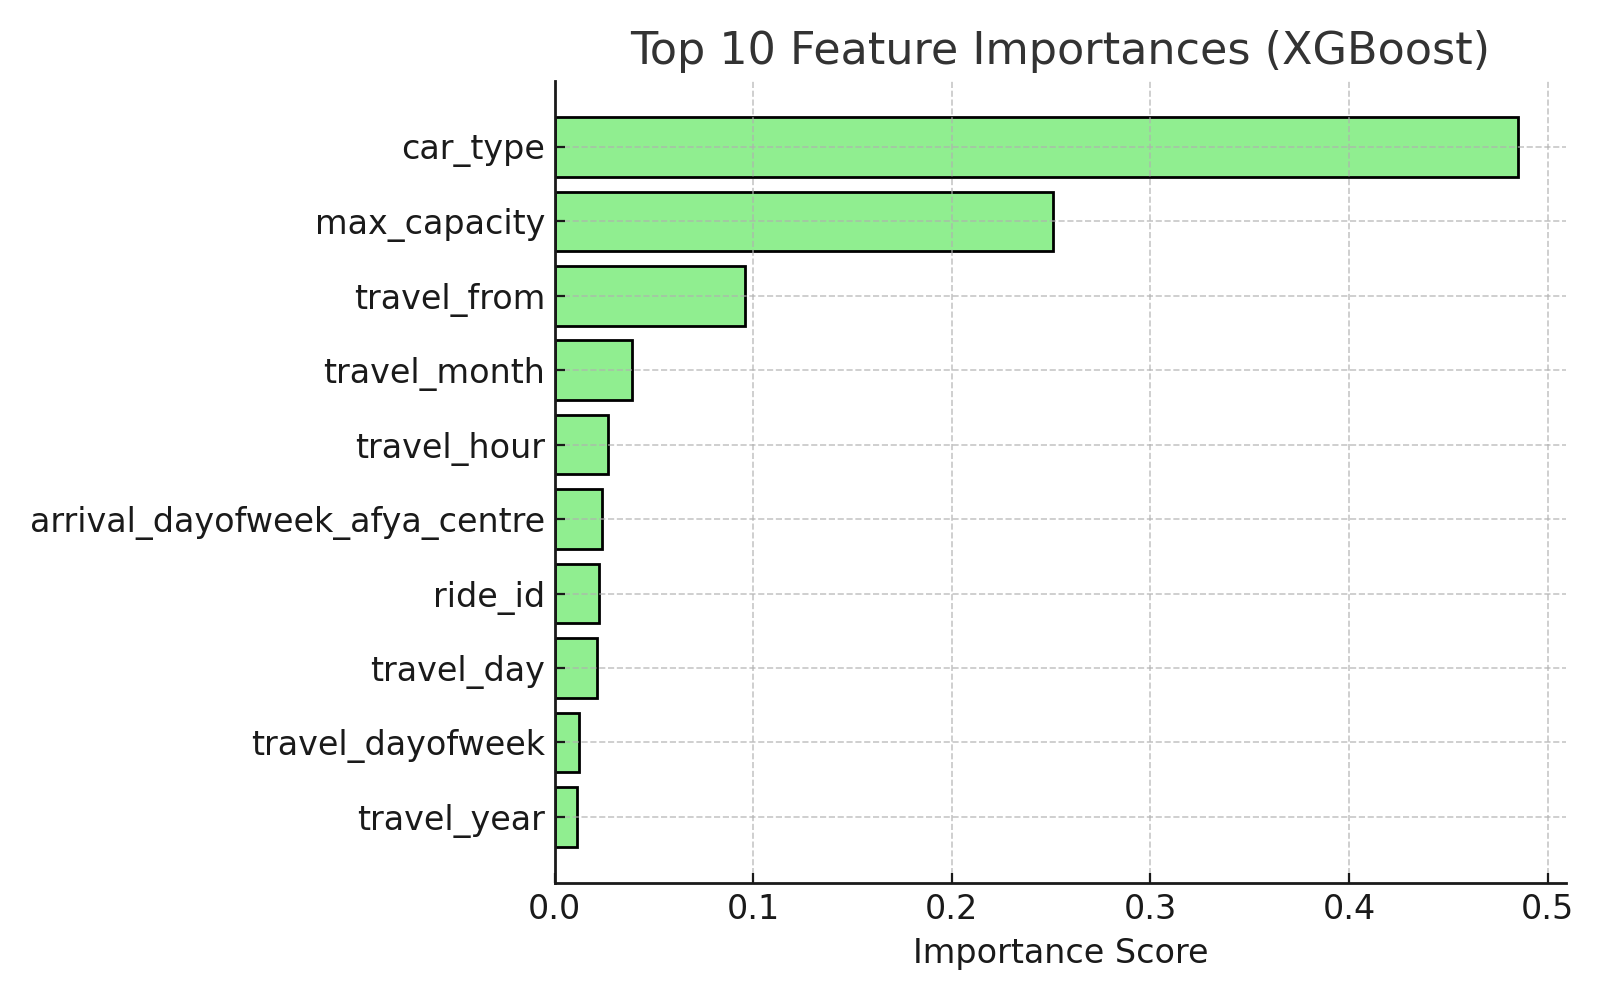 Top 10 Feature Importances (XGBoost)
car_type
max_capacity
travel_from
travel_month
travel_hour
arrival_dayofweek_afya_centre
ride_id
travel_day
travel_dayofweek
travel_year
0.0 0.1 0.2 0.3 0.4 0.5
Importance Score